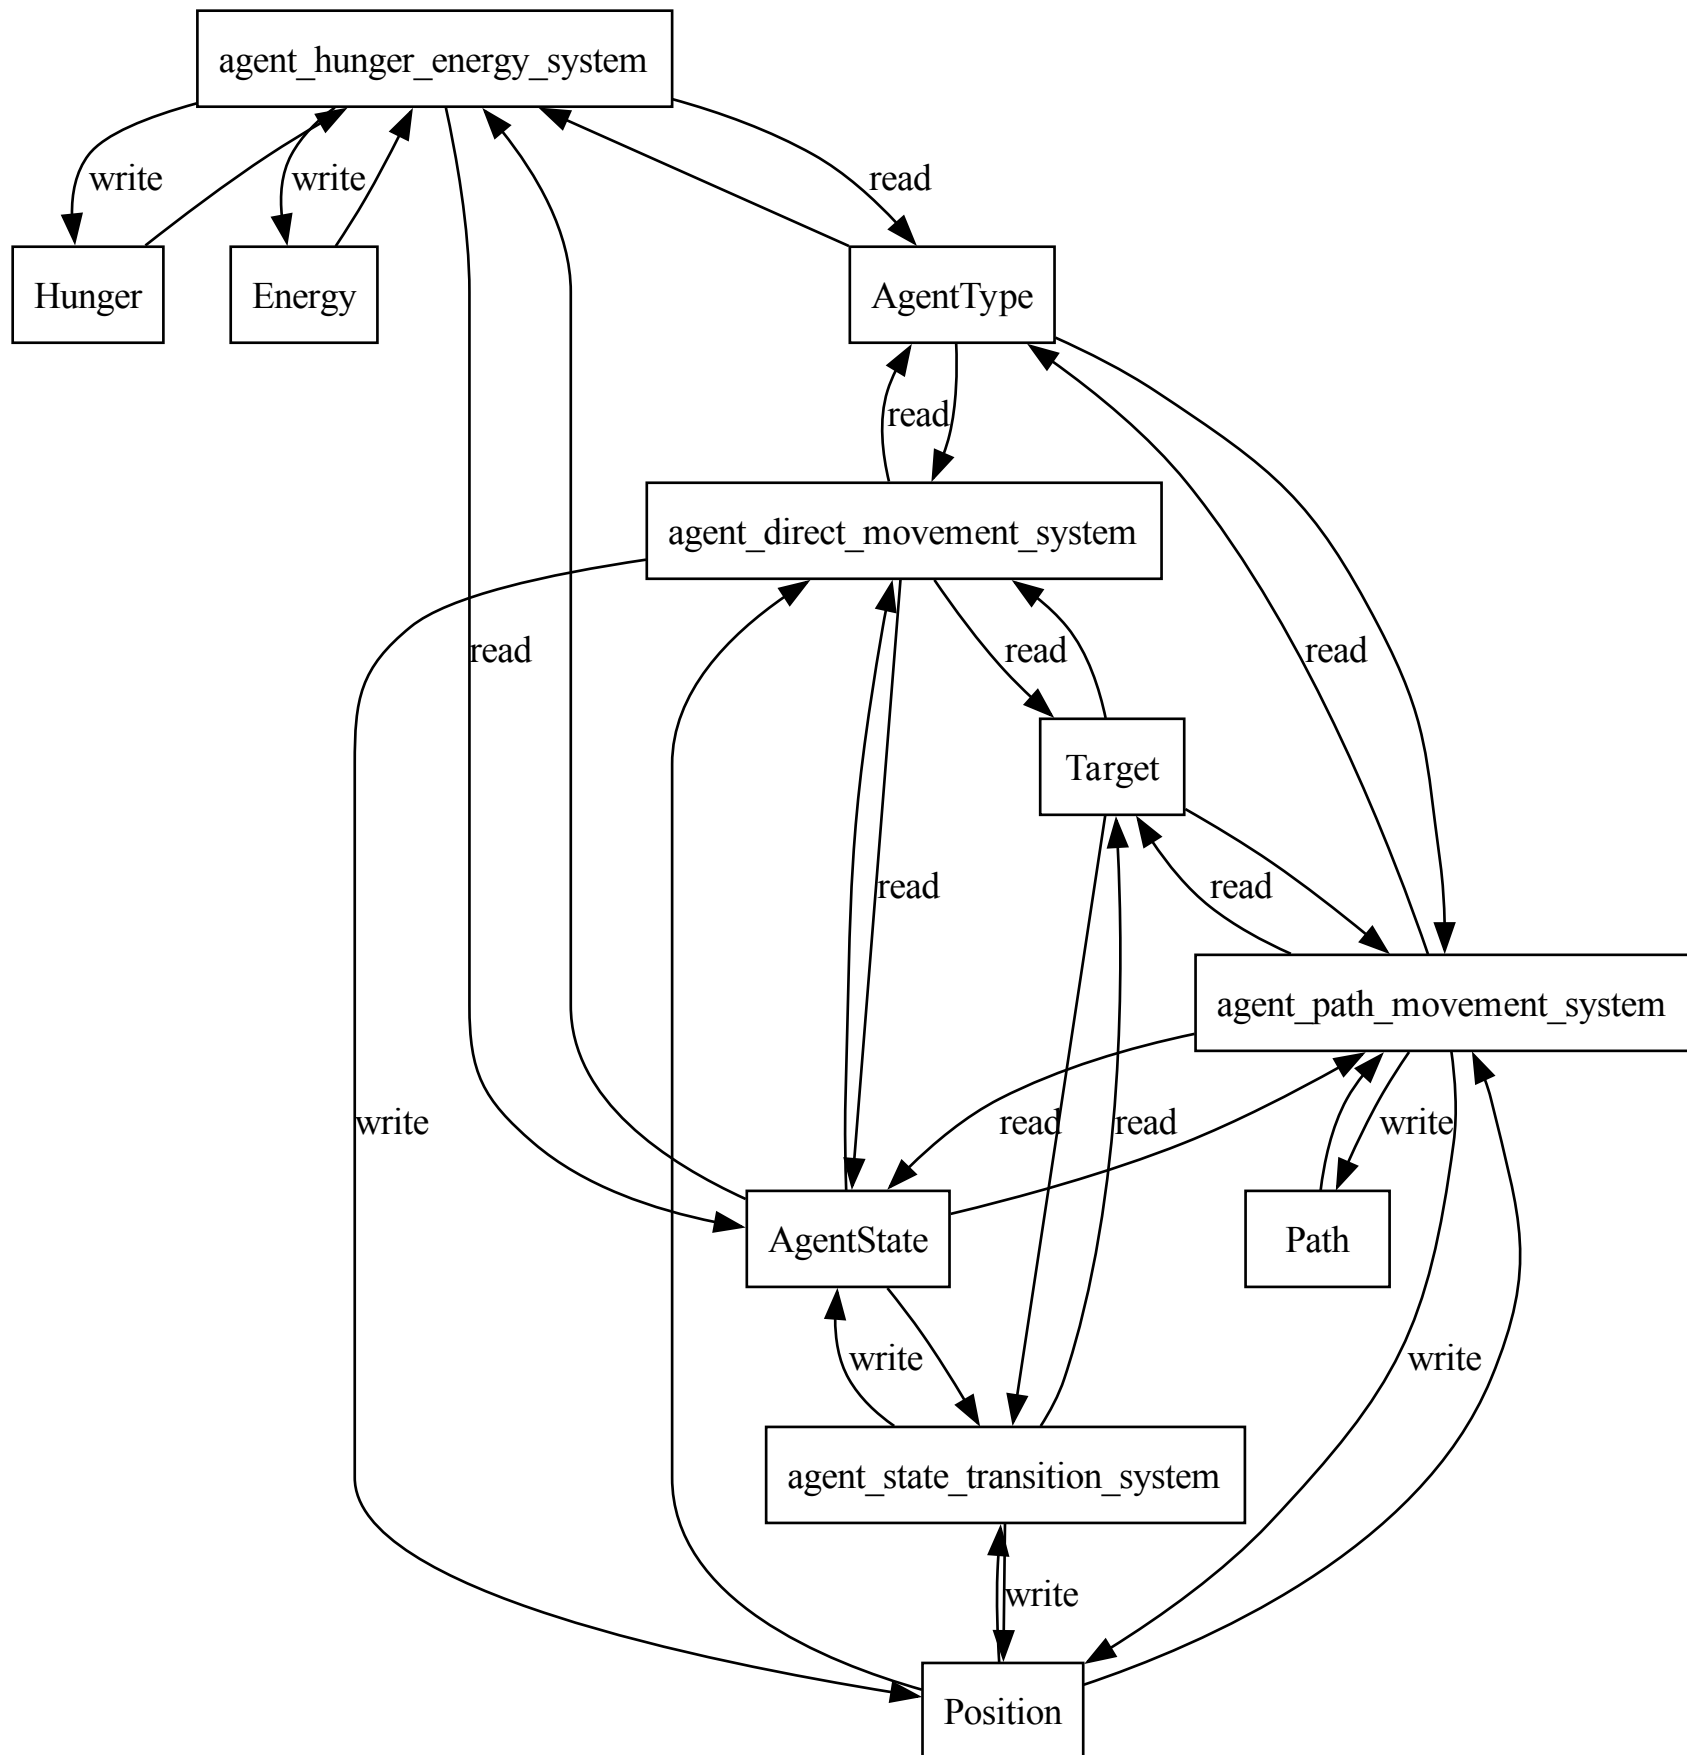 agent_hunger_energy_system
write
write
read
Hunger
Energy
AgentType
read
agent_direct_movement_system
read
read
read
Target
read
read
agent_path_movement_system
write
read
read
write
AgentState
Path
write
write
agent_state_transition_system
write
Position